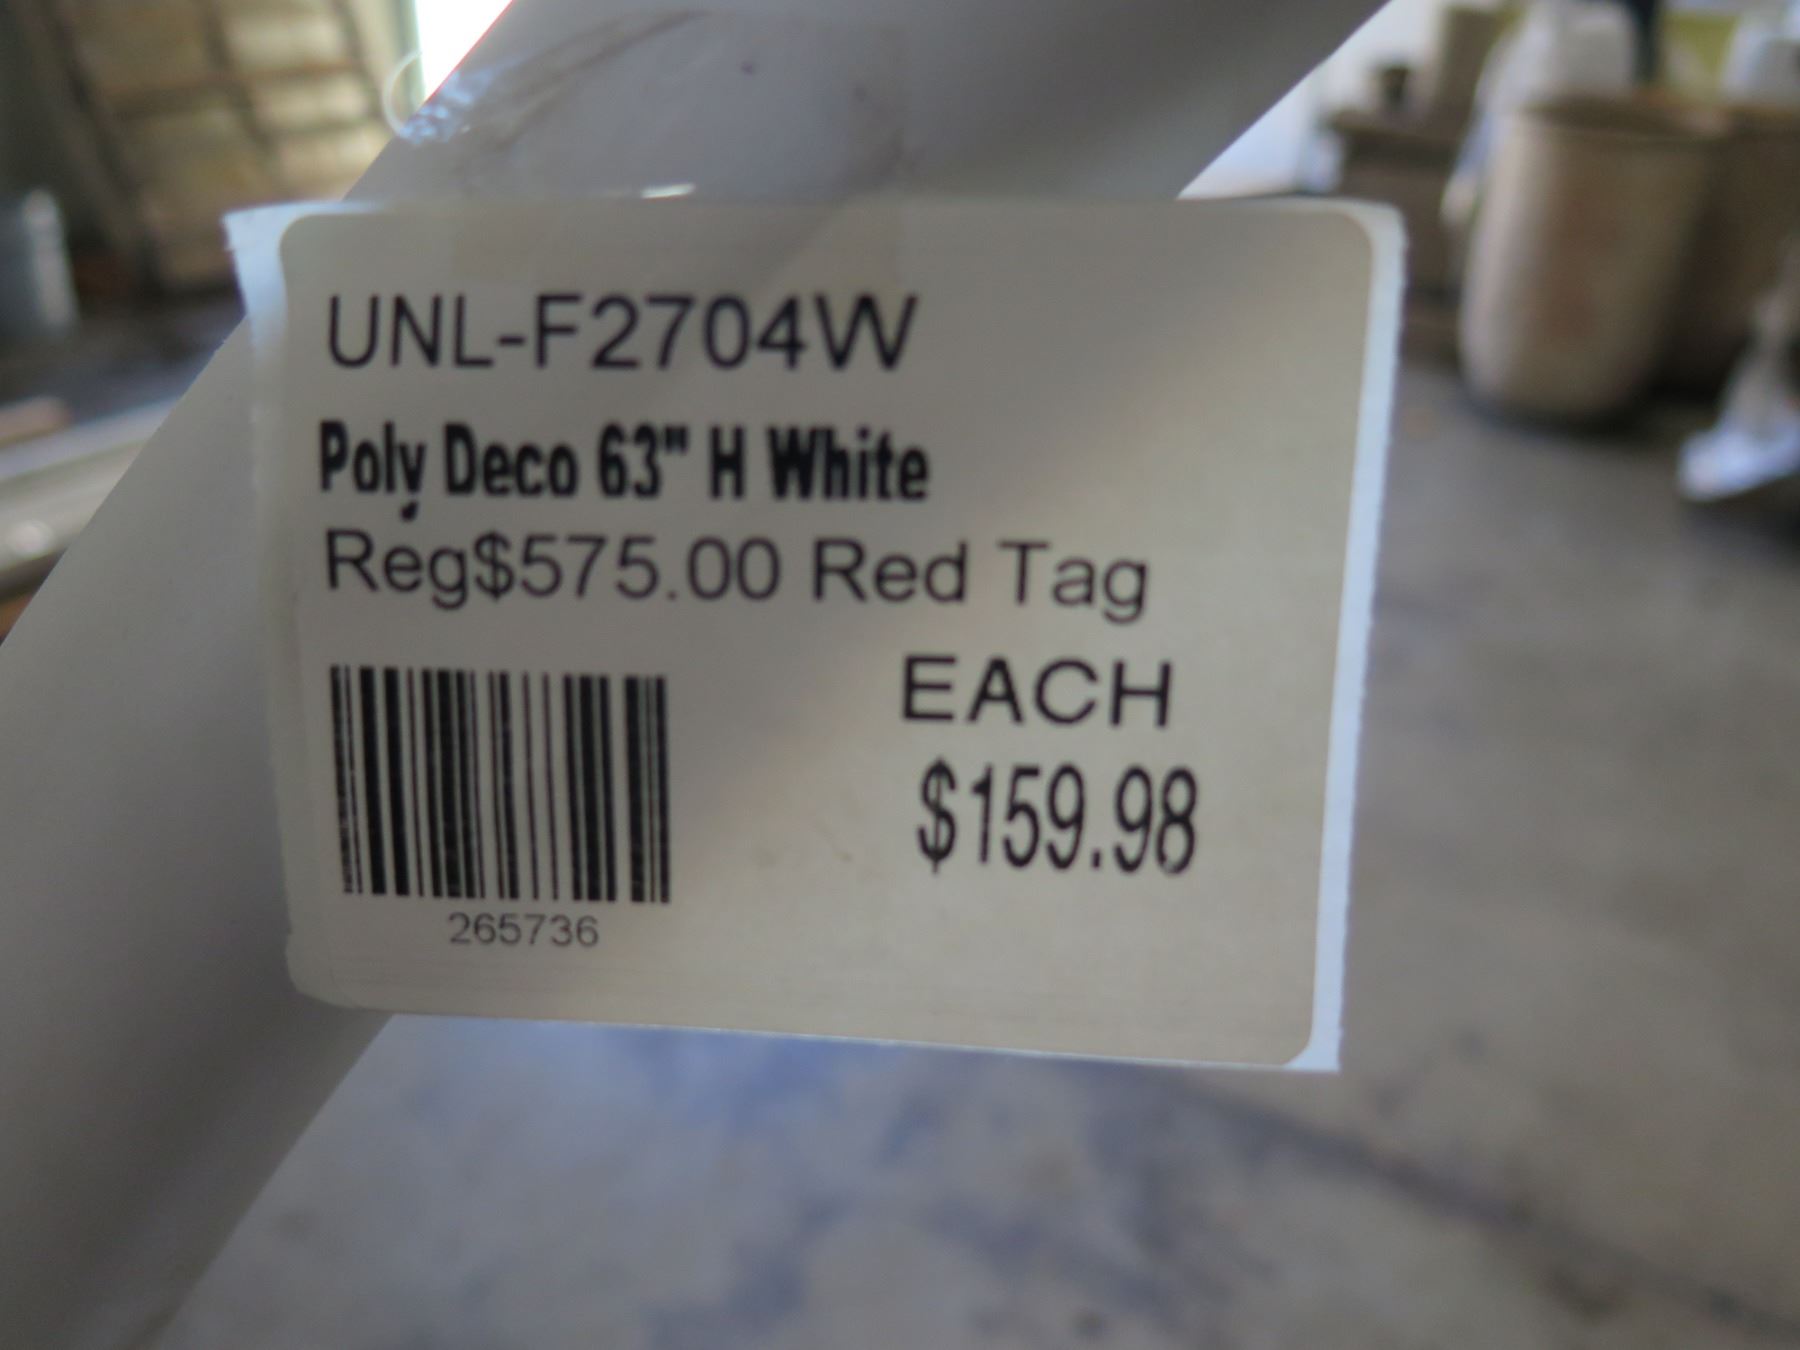 UNL-F2704W
Poly Deco 63" H White
Reg$575.00 Red Tag
EACH
$159.98
265736